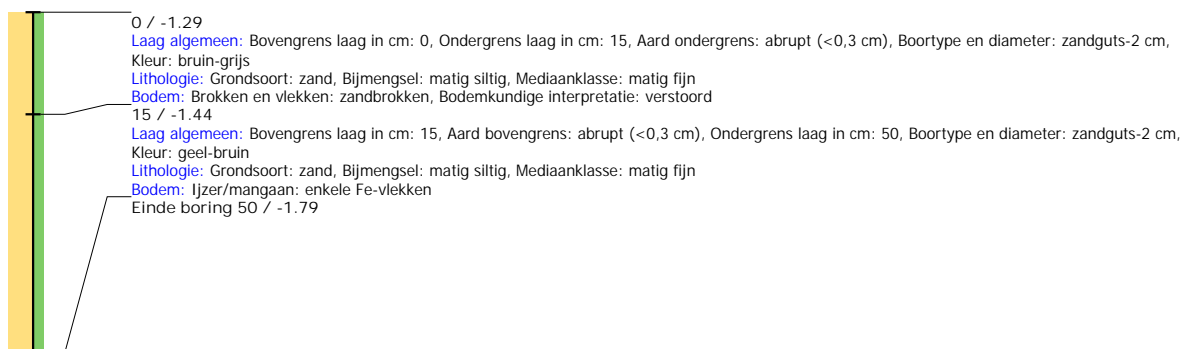 0 / -1.29
Laag algemeen: Bovengrens laag in cm: 0, Ondergrens laag in cm: 15, Aard ondergrens: abrupt (<0,3 cm), Boortype en diameter: zandguts-2 cm,
Kleur: bruin-grijs
Lithologie: Grondsoort: zand, Bijmengsel: matig siltig, Mediaanklasse: matig fijn
Bodem: Brokken en vlekken: zandbrokken, Bodemkundige interpretatie: verstoord
15 / -1.44
Laag algemeen: Bovengrens laag in cm: 15, Aard bovengrens: abrupt (<0,3 cm), Ondergrens laag in cm: 50, Boortype en diameter: zandguts-2 cm,
Kleur: geel-bruin
Lithologie: Grondsoort: zand, Bijmengsel: matig siltig, Mediaanklasse: matig fijn
Bodem: Ijzer/mangaan: enkele Fe-vlekken
Einde boring 50 / -1.79